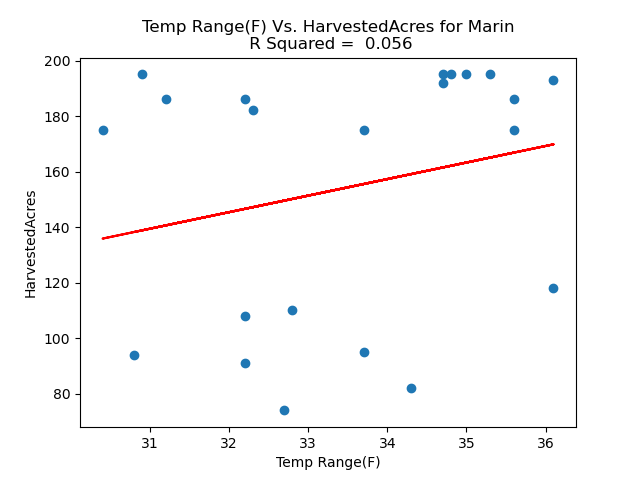 Temp Range(F) Vs. HarvestedAcres for Marin
R Squared =  0.056
200
180
160
140
120
100
80
HarvestedAcres
31 32 33 34 35 36
Temp Range(F)